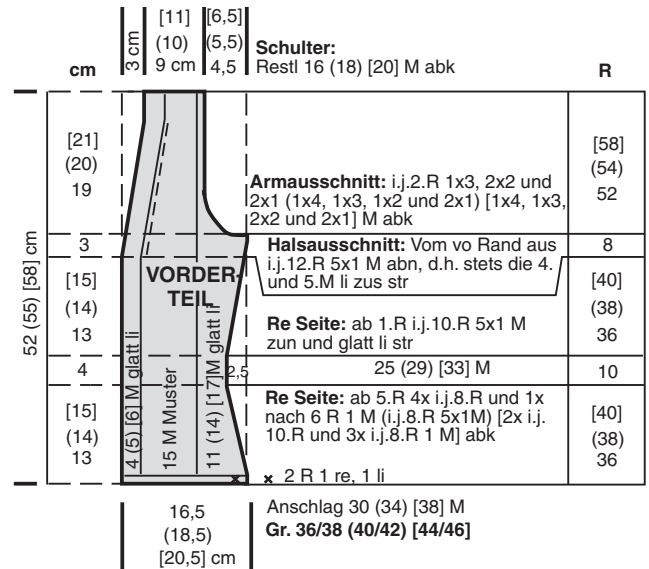 [11] [6,5]
3 cm (10) (5,5)
9 cm 4,5
Schulter:
Restl 16 (18) [20] M abk
cm
R
[21]
(20)
19
[58]
(54)
52
Armausschnitt: i.j.2.R 1x3, 2x2 und
2x1 (1x4, 1x3, 1x2 und 2x1) [1x4, 1x3,
2x2 und 2x1] M abk
3
8
Halsausschnitt: Vom vo Rand aus
i.j.12.R 5x1 M abn, d.h. stets die 4.
und 5.M li zus str
52 (55) [58] cm
[15]
(14)
13
VORDER-
TEIL
Re Seite: ab 1.R i.j.10.R 5x1 M
zun und glatt li str
[40]
(38)
36
4
2,5
25 (29) [33] M
10
4 (5) [6] M glatt li
15 M Muster
11 (14) [17]M glatt li
[15]
(14)
13
Re Seite: ab 5.R 4x i.j.8.R und 1x
nach 6 R 1 M (i.j.8.R 5x1M) [2x i.j.
10.R und 3x i.j.8.R 1 M] abk
[40]
(38)
36
x x 2 R 1 re, 1 li
16,5
(18,5)
[20,5] cm
Anschlag 30 (34) [38] M
Gr. 36/38 (40/42) [44/46]